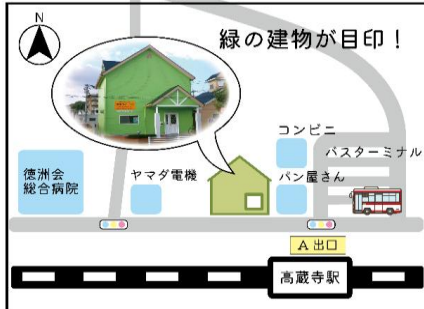 N
緑の建物が目印！
コンビニ
バスターミナル
徳洲会
総合病院
ヤマダ電機
パン屋さん
A出口
高蔵寺駅